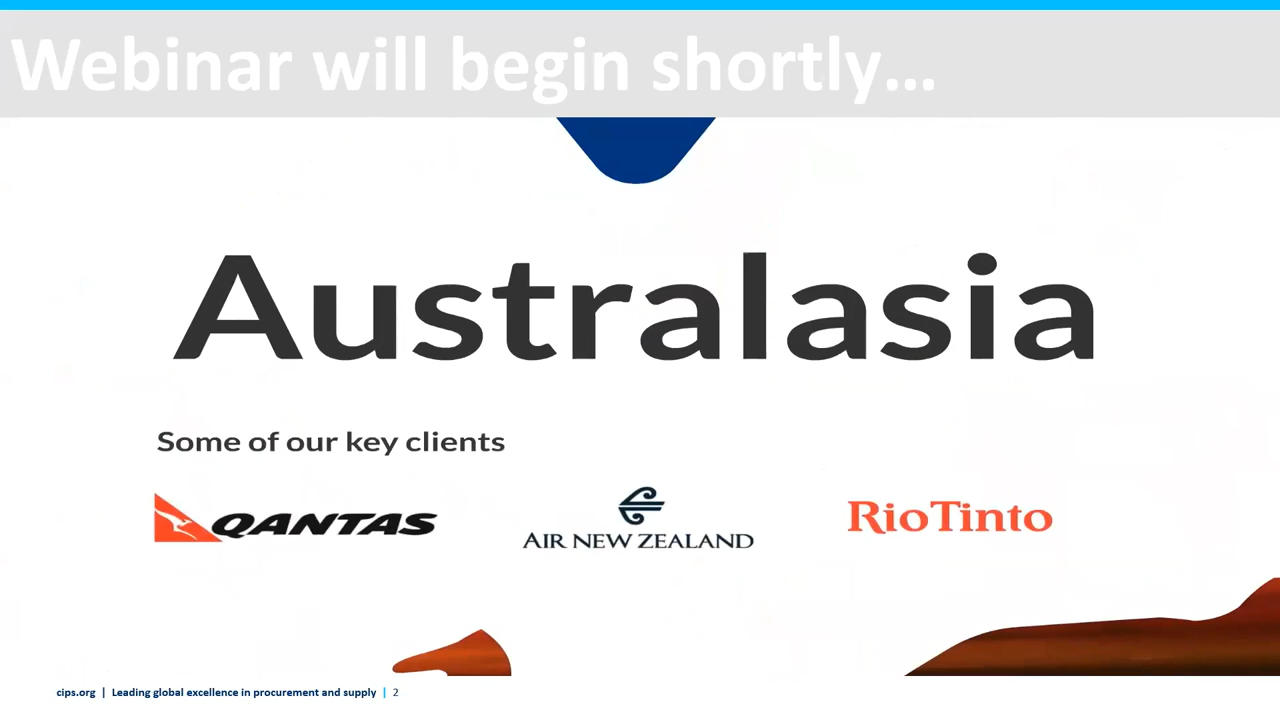 Webinar will begin shortly...
Australasia
Some of our key clients
QANTAS
AIR NEW ZEALAND
RioTinto
cips.org | Leading global excellence in procurement and supply | 2